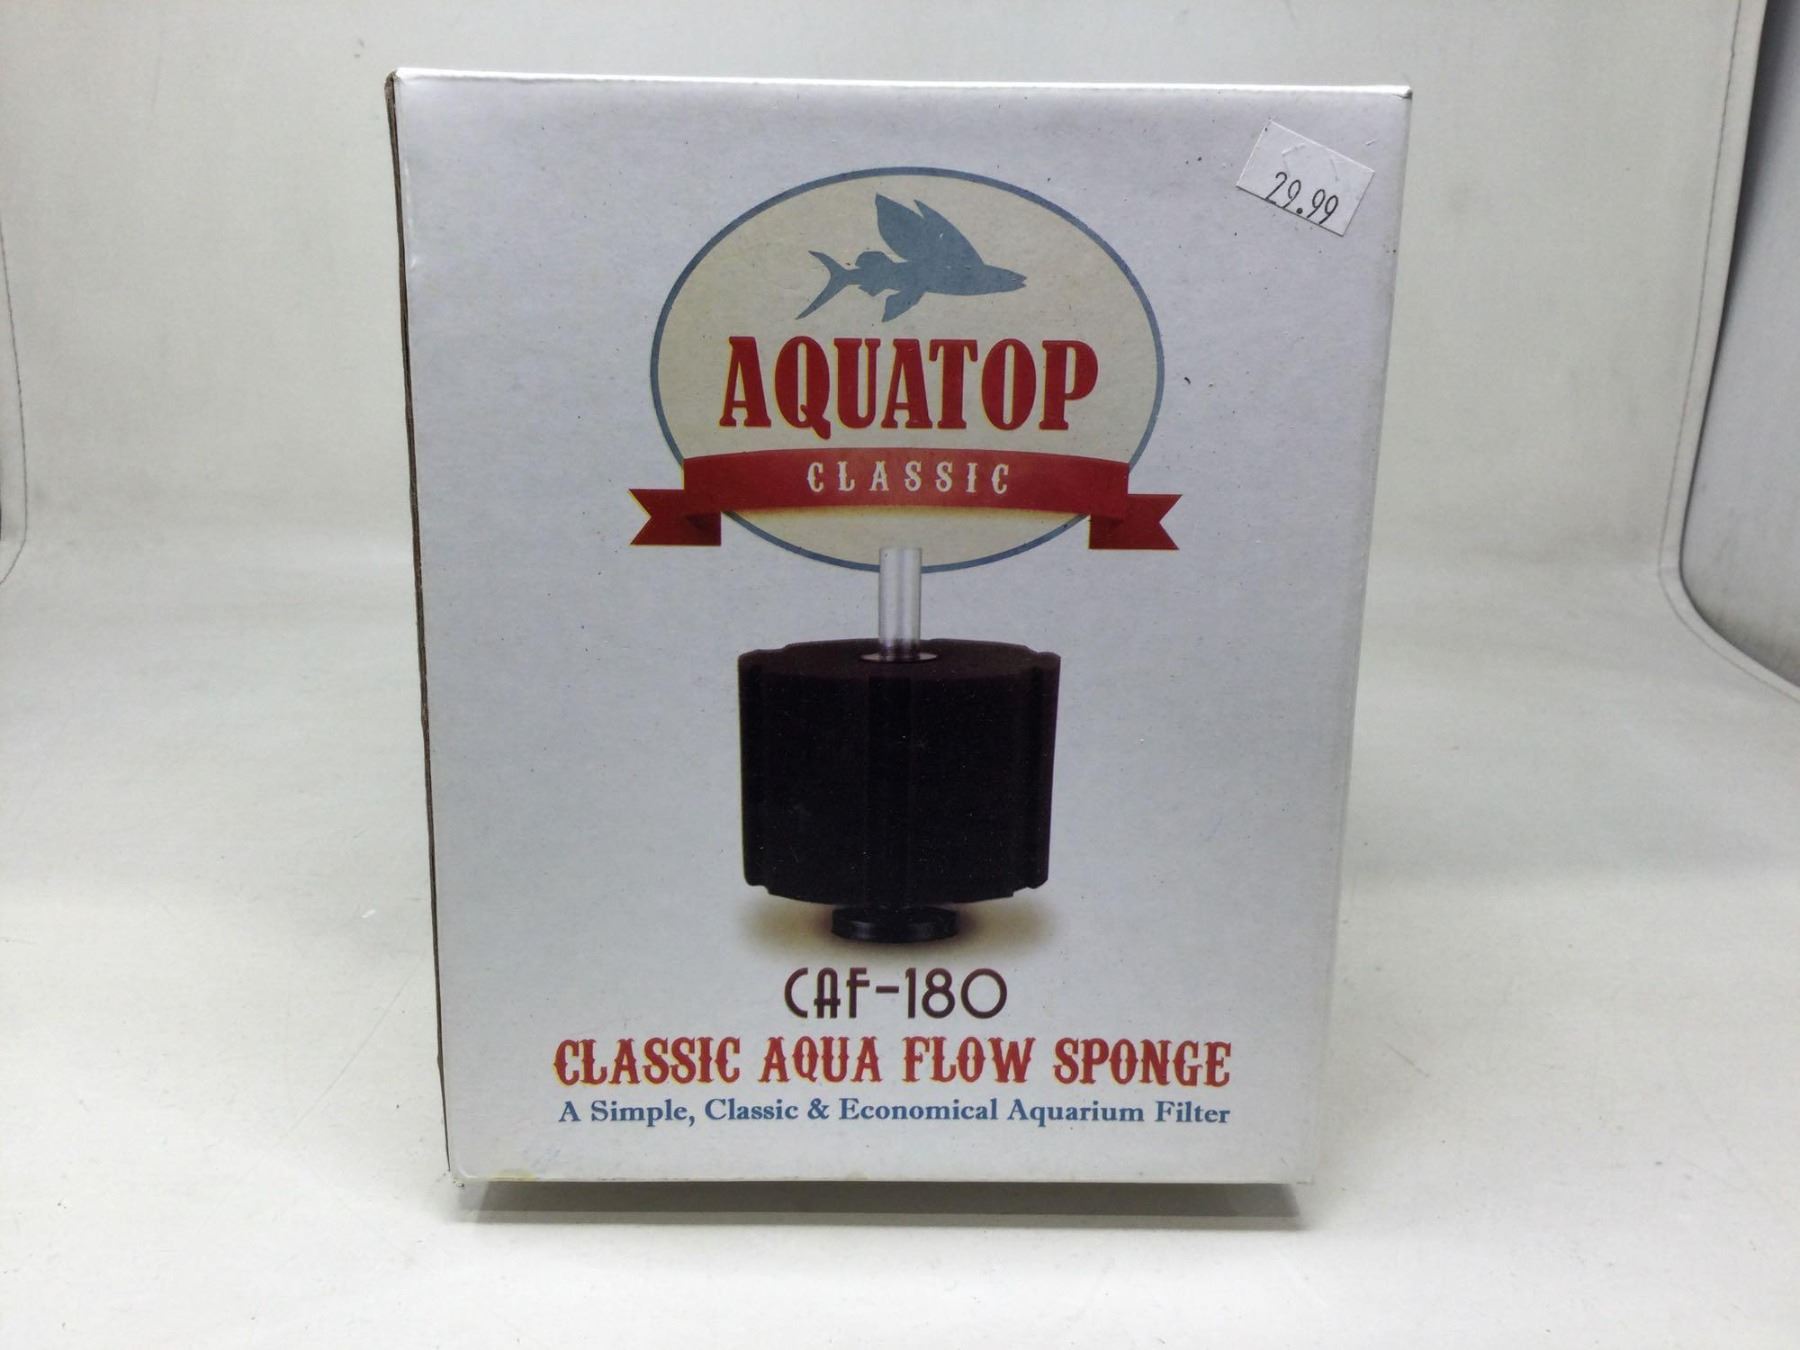 29.99
AQUATOP
CLASSIC
CAF-180
CLASSIC AQUA FLOW SPONGE
A Simple, Classic & Economical Aquarium Filter